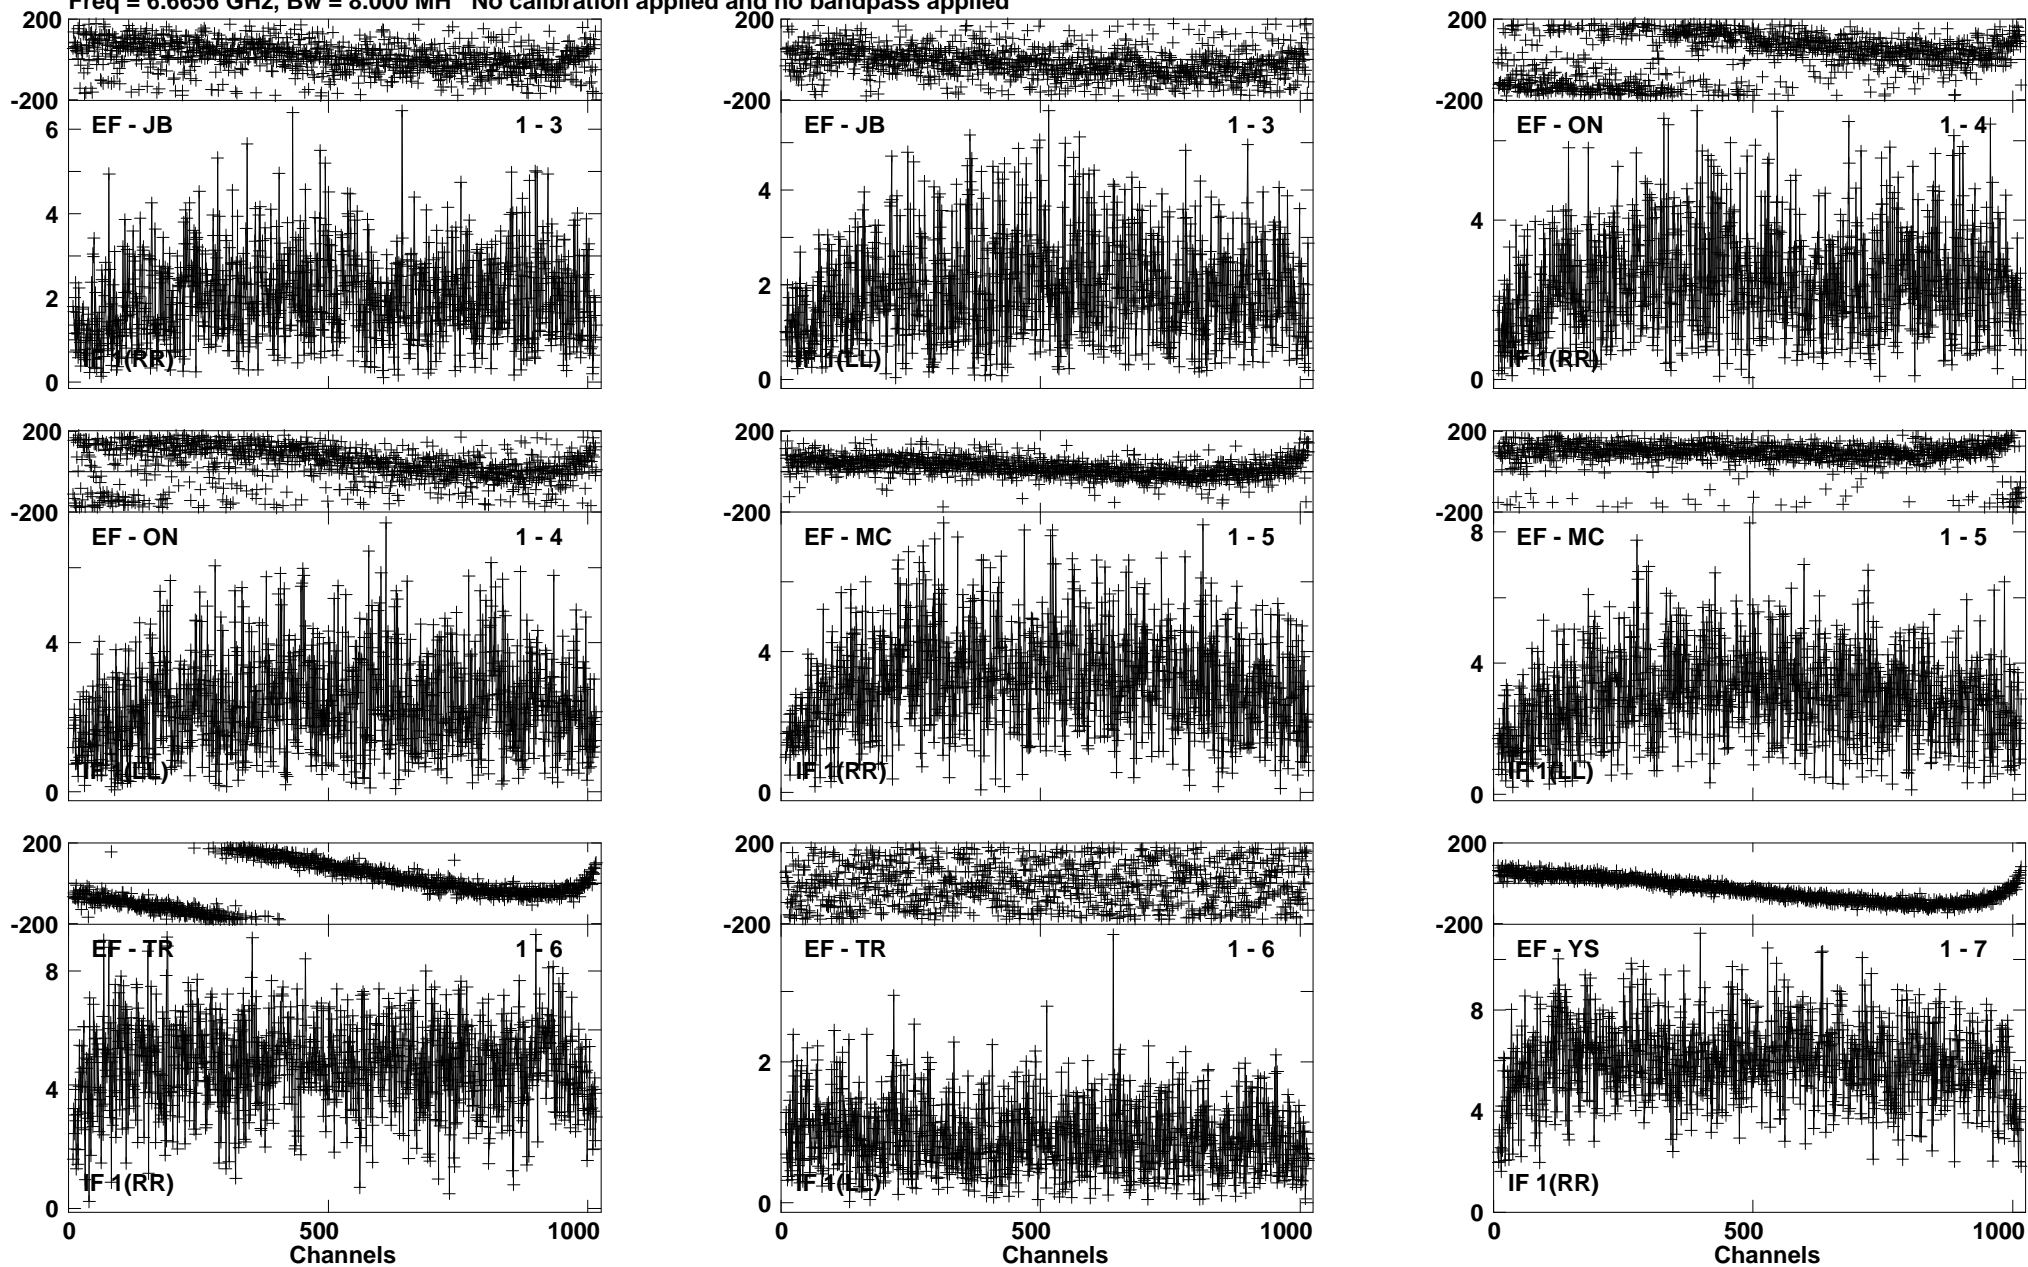 Freq = 6.6656 GHz, Bw = 8.000 MH No calibration applied and no bandpass applied
200
-200
EF - JB 1 - 3
6
4
2
IF 1(RR)
0
200
-200
EF - JB 1 - 3
4
2
IF 1(LL)
0
200
-200
EF - ON 1 - 4
4
IF 1(RR)
0
200
-200
EF - ON 1 - 4
4
IF 1(LL)
0
200
-200
EF - MC 1 - 5
4
IF 1(RR)
0
200
-200
EF - MC 1 - 5
8
4
IF 1(LL)
0
200
-200
EF - TR 1 - 6
8
4
IF 1(RR)
0
0 500 1000
Channels
200
-200
EF - TR 1 - 6
2
IF 1(LL)
0
0 500 1000
Channels
200
-200
EF - YS 1 - 7
8
4
IF 1(RR)
0
0 500 1000
Channels